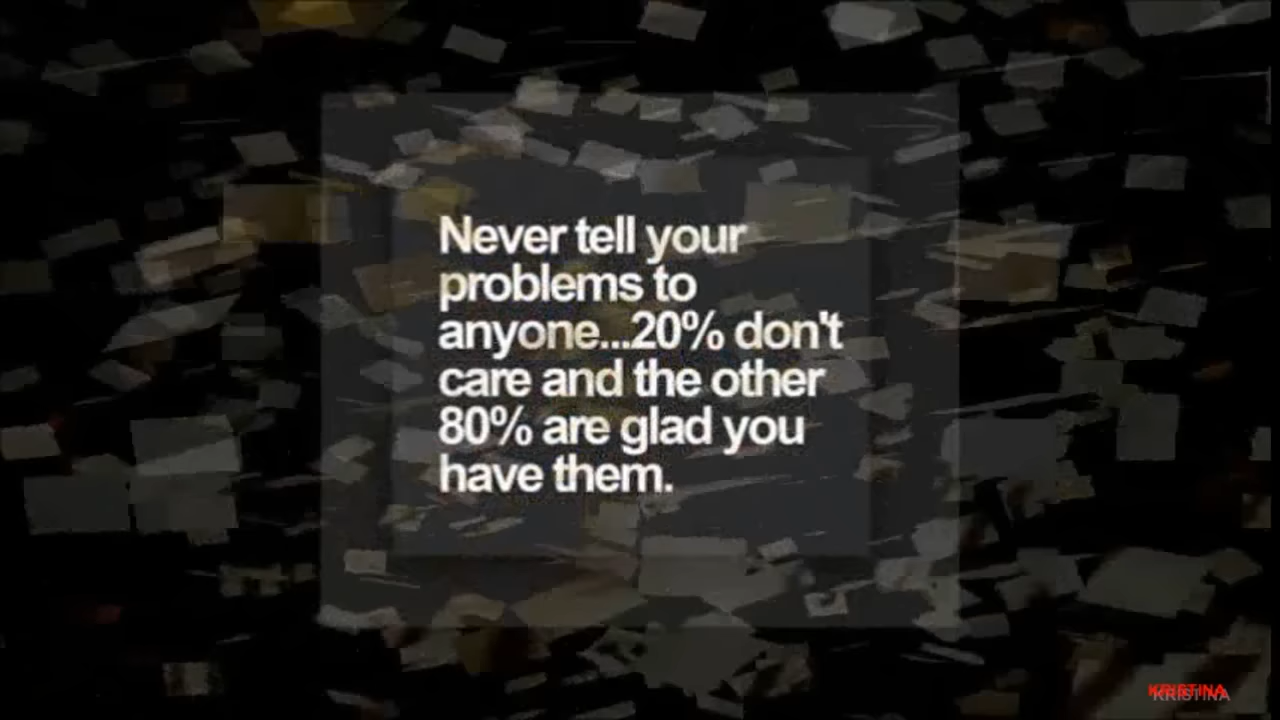 Never tell your
problems to
anyone...20% don't
care and the other
80% are glad you
have them.
KRISTINA
KRISTINA